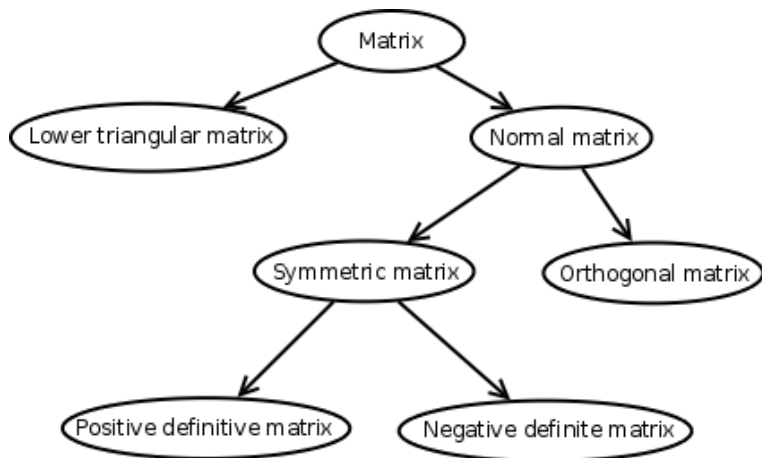 Matrix
Lower triangular matrix
Normal matrix
Symmetric matrix
Orthogonal matrix
Positive definitive matrix
Negative definite matrix